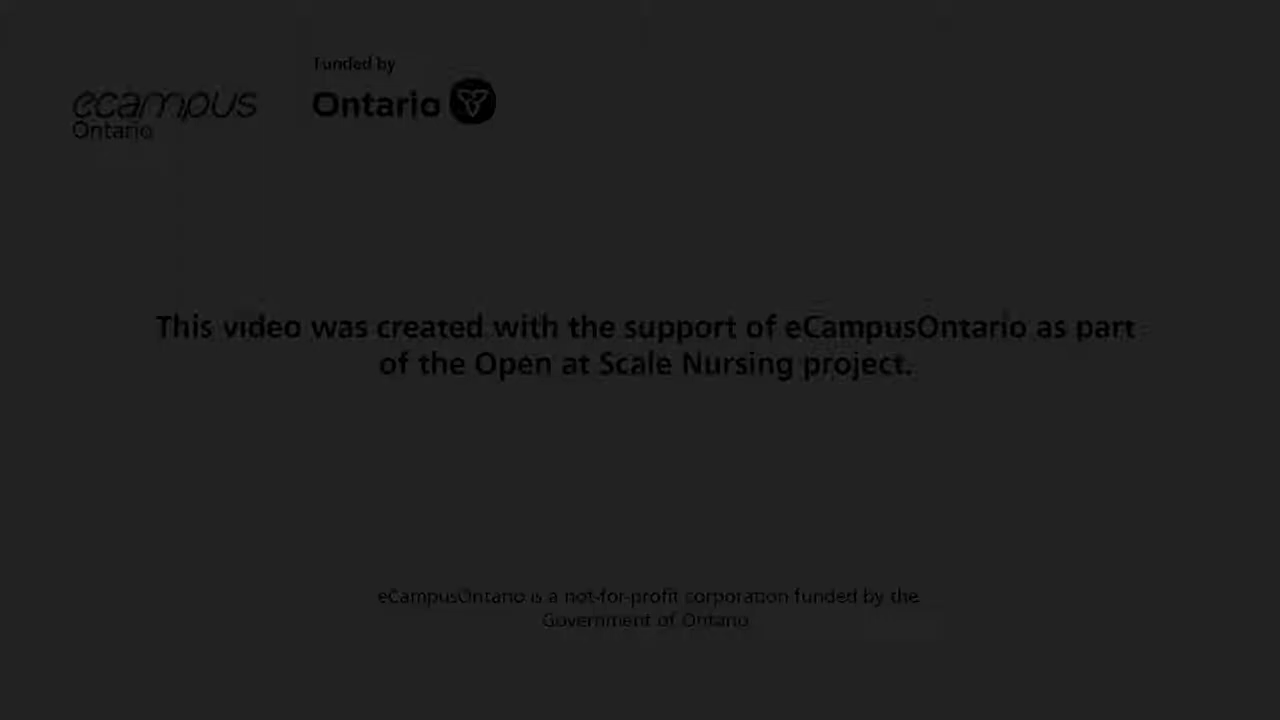 Funded by
ecampus
Ontario
Ontario
This video was created with the support of eCampusOntario as part
of the Open at Scale Nursing project.
eCampusOntario is a not-for-profit corporation funded by the
Government of Ontario